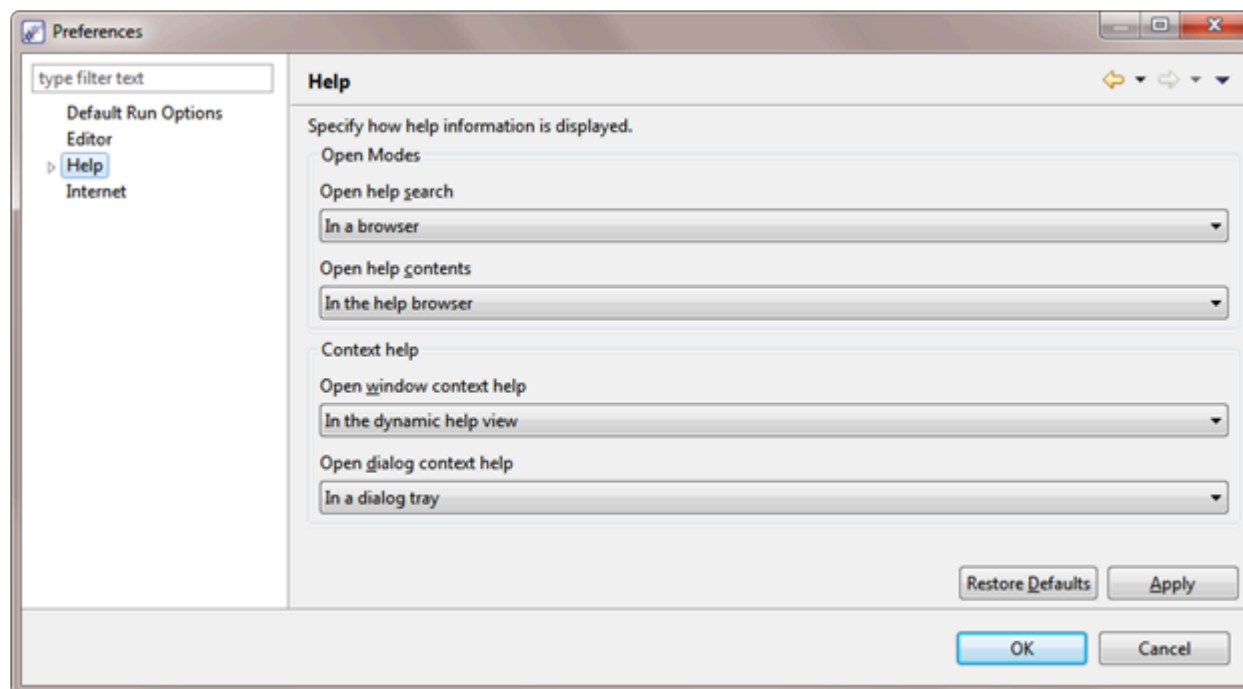 Preferences
type filter text
Default Run Options
Editor
Help
Internet
Help
Specify how help information is displayed.
Open Modes
Open help search
In a browser
Open help contents
In the help browser
Context help
Open window context help
In the dynamic help view
Open dialog context help
In a dialog tray
Restore Defaults
Apply
OK
Cancel